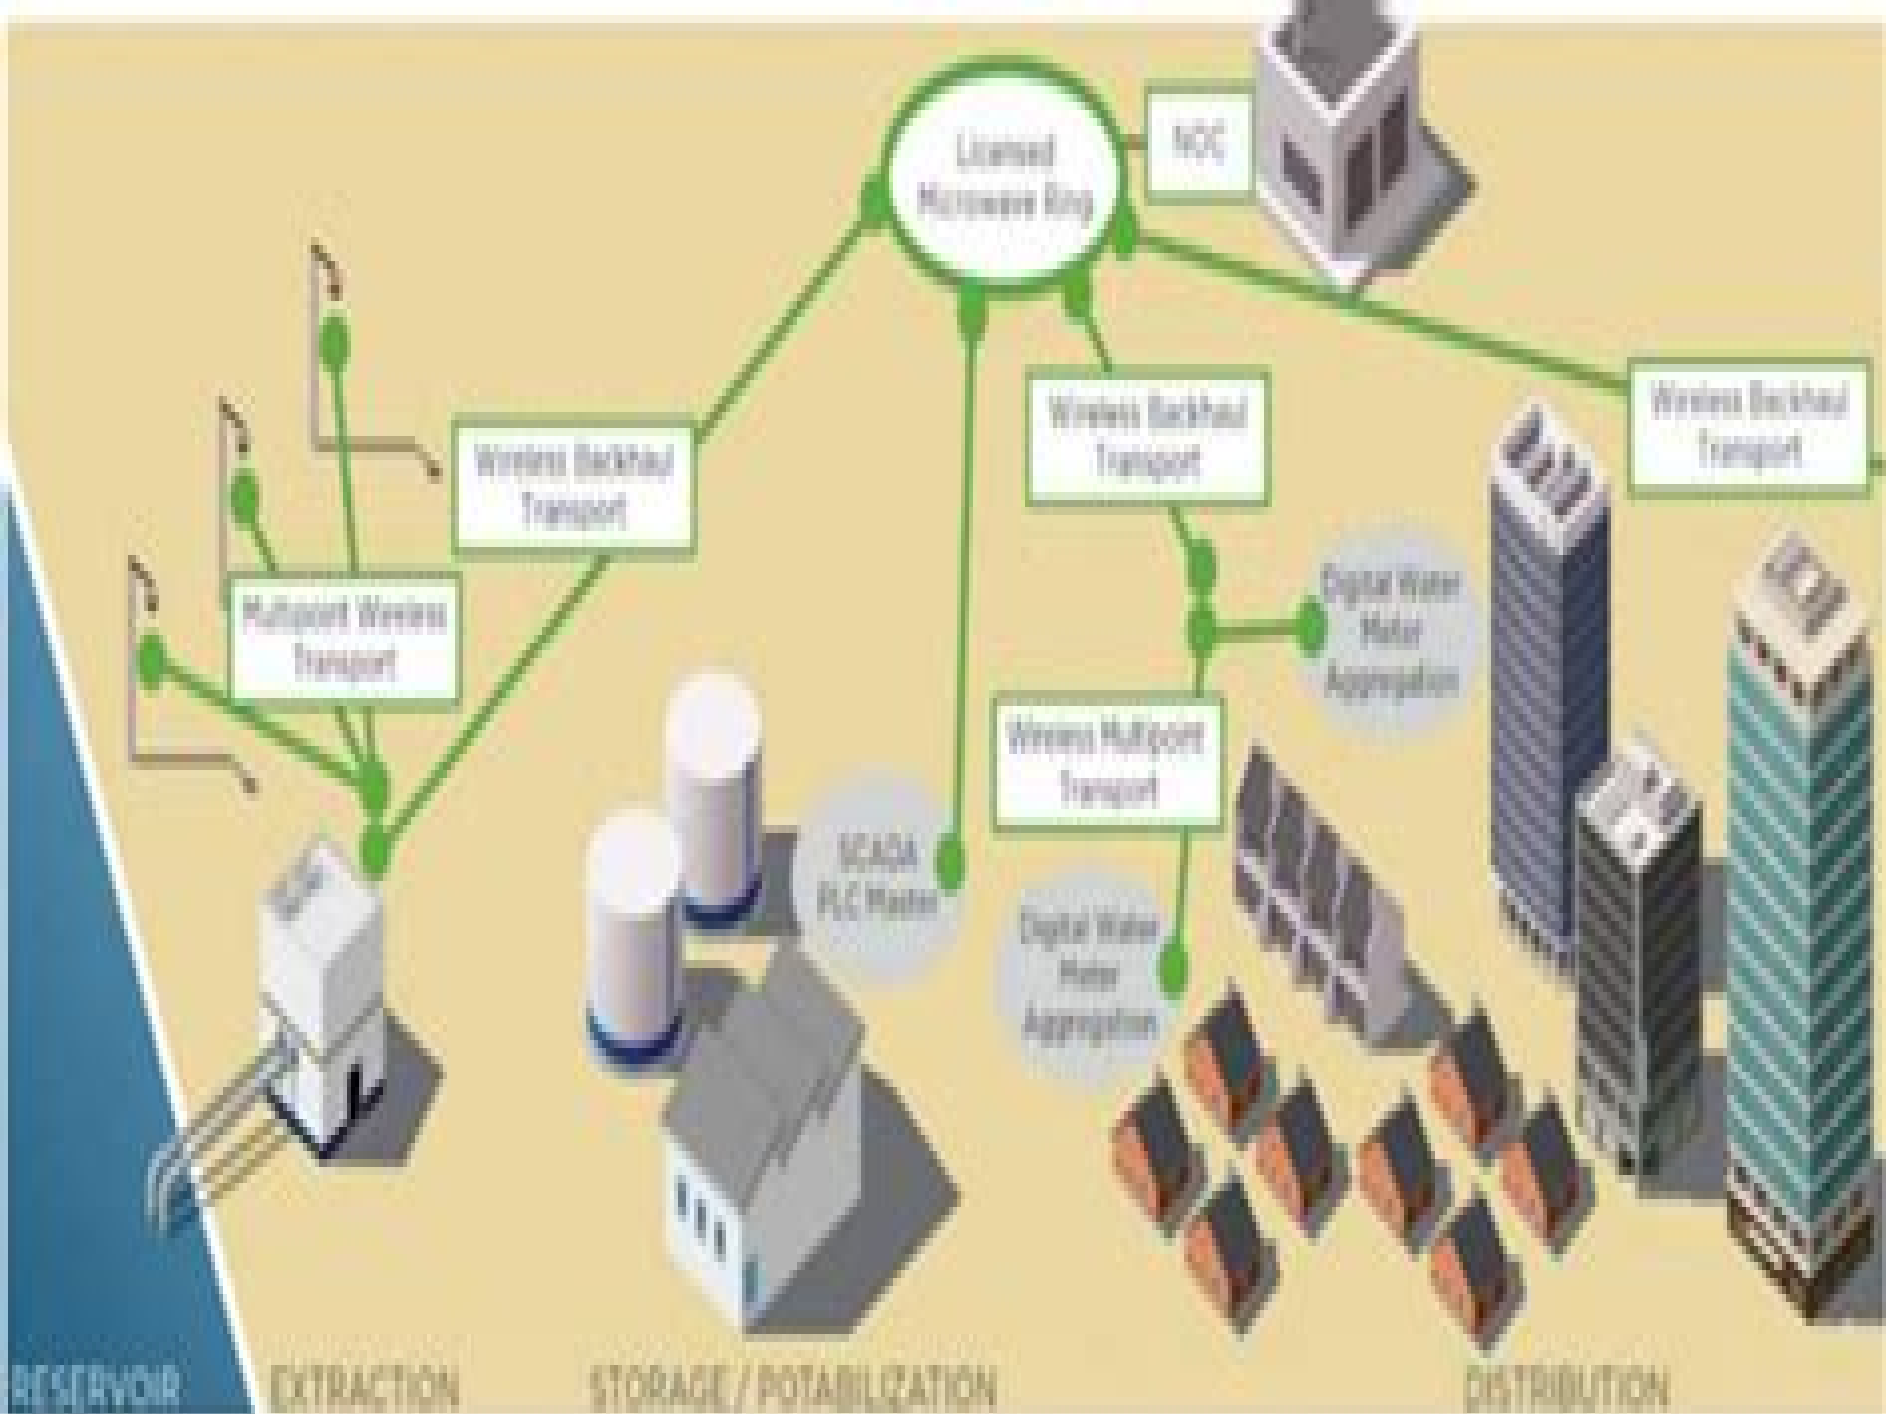 Licensed
Microwave Ring
NOC
Wireless Backhaul
Transport
Wireless Backhaul
Transport
Wireless Backhaul
Transport
Multipoint Wireless
Transport
Digital Water
Meter
Aggregation
Wireless Multipoint
Transport
SCADA
PLC Master
Digital Water
Meter
Aggregation
RESERVOIR
EXTRACTION
STORAGE / POTABILIZATION
DISTRIBUTION